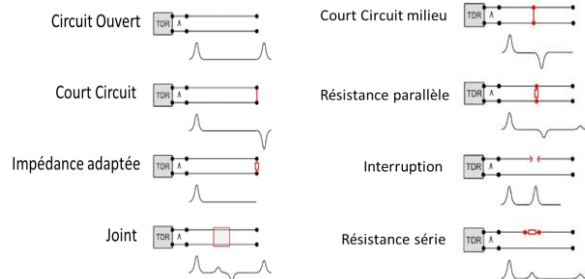 Circuit Ouvert
TDR
Court Circuit
TDR
Impédance adaptée
TDR
Joint
TDR
Court Circuit milieu
TDR
Résistance parallèle
TDR
Interruption
TDR
Résistance série
TDR